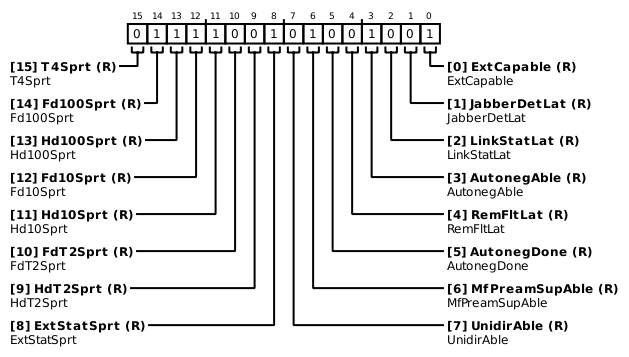 15 14 13 12 11 10 9 8 7 6 5 4 3 2 1 0
0 1 1 1 1 0 0 1 0 1 0 0 1 0 0 1
[15] T4Sprt (R)
T4Sprt
[14] Fd100Sprt (R)
Fd100Sprt
[13] Hd100Sprt (R)
Hd100Sprt
[12] Fd10Sprt (R)
Fd10Sprt
[11] Hd10Sprt (R)
Hd10Sprt
[10] FdT2Sprt (R)
FdT2Sprt
[9] HdT2Sprt (R)
HdT2Sprt
[8] ExtStatSprt (R)
ExtStatSprt
[0] ExtCapable (R)
ExtCapable
[1] JabberDetLat (R)
JabberDetLat
[2] LinkStatLat (R)
LinkStatLat
[3] AutonegAble (R)
AutonegAble
[4] RemFltLat (R)
RemFltLat
[5] AutonegDone (R)
AutonegDone
[6] MfPreamSupAble (R)
MfPreamSupAble
[7] UnidirAble (R)
UnidirAble